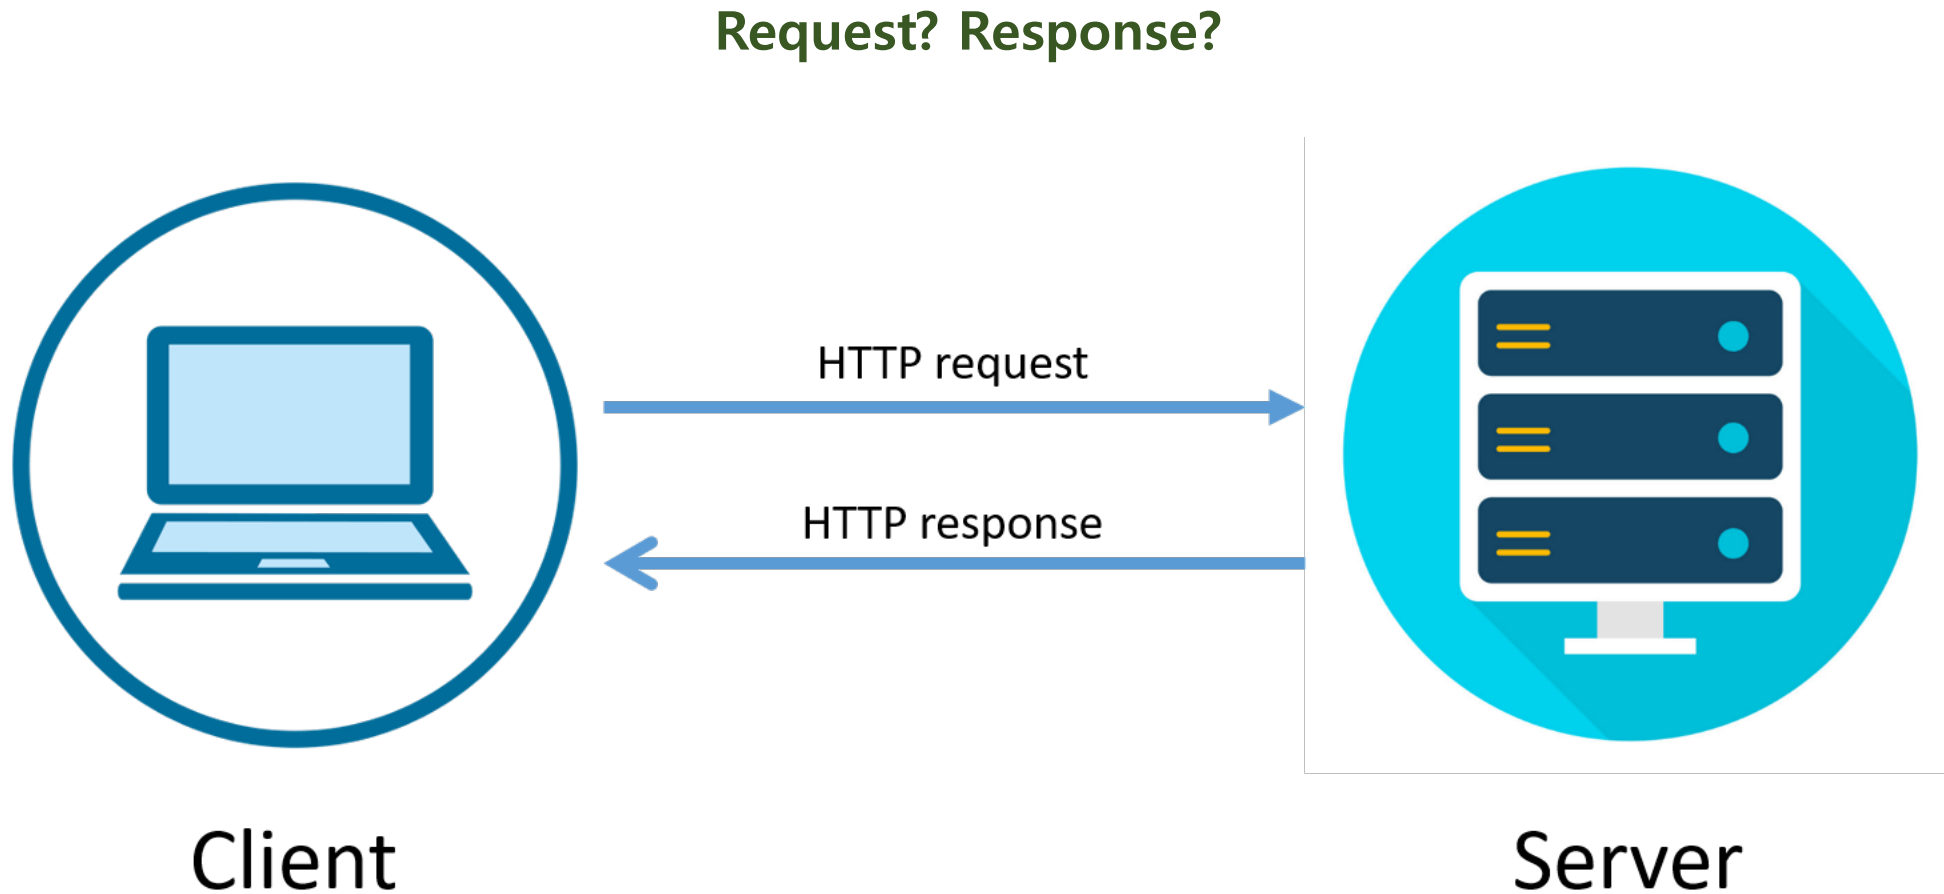 Request? Response?
HTTP request
HTTP response
Client
Server